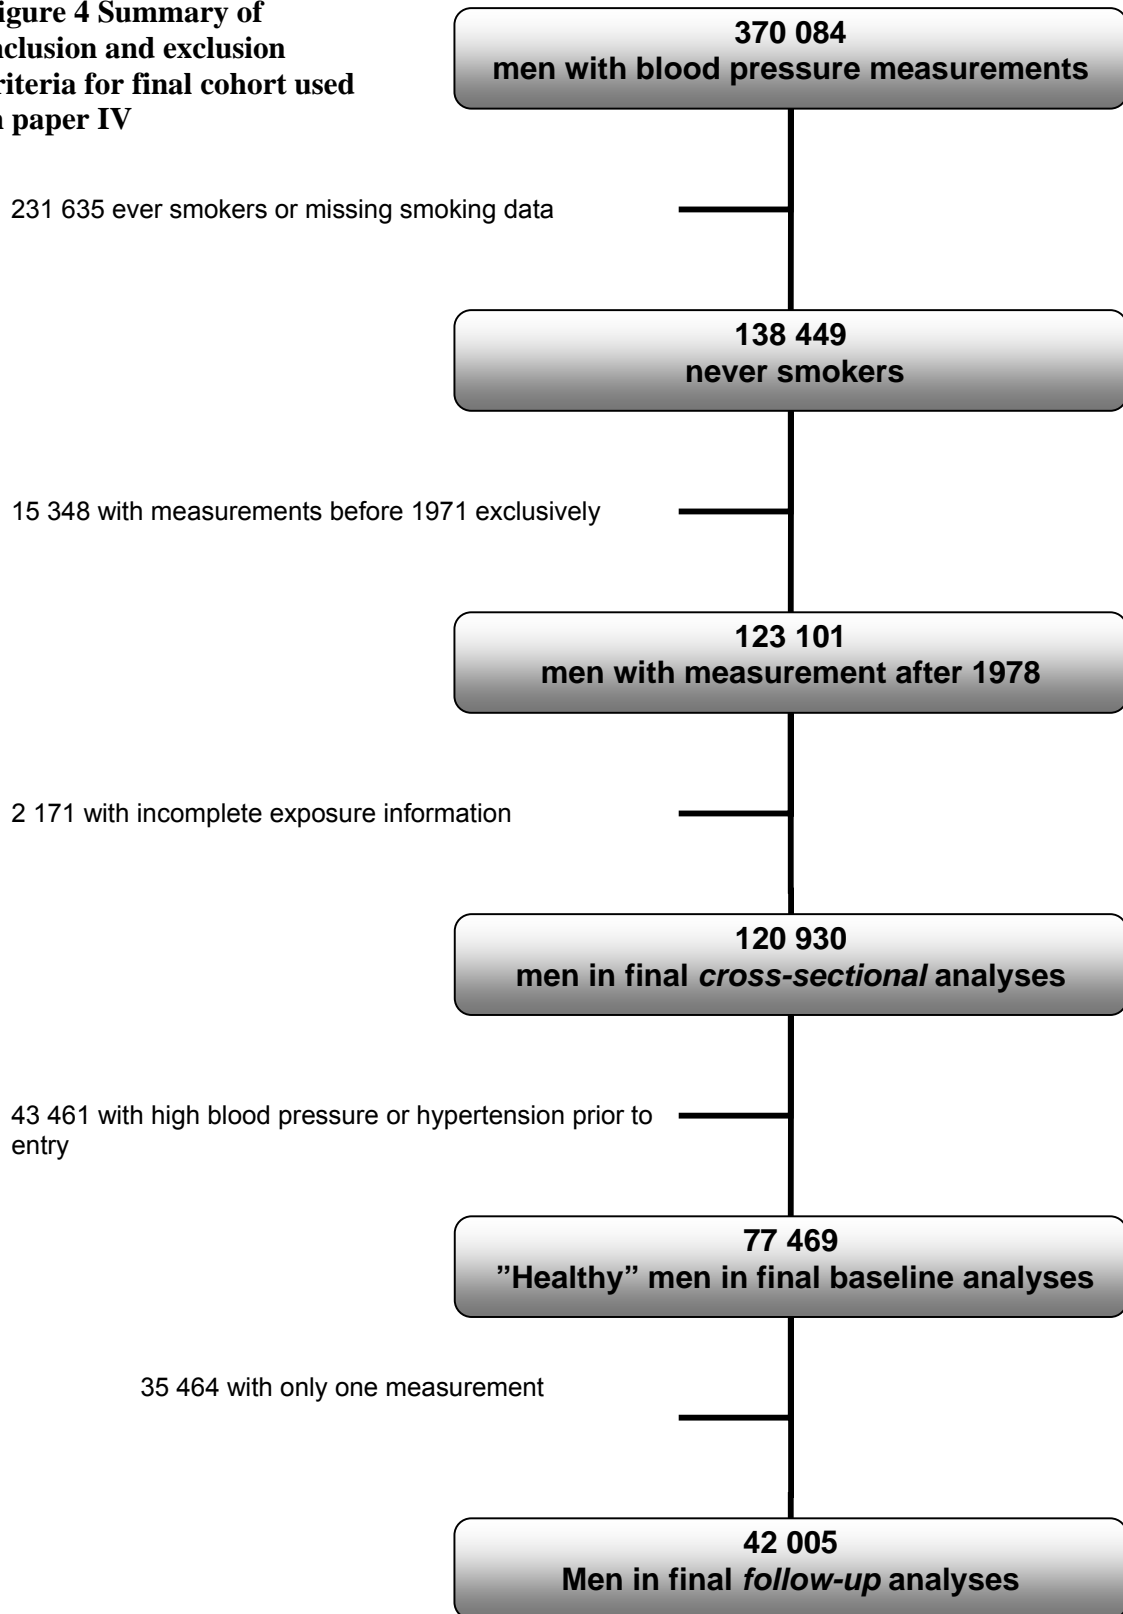 igure 4 Summary of
nclusion and exclusion
riteria for final cohort used
n paper IV
370 084
men with blood pressure measurements
231 635 ever smokers or missing smoking data
138 449
never smokers
15 348 with measurements before 1971 exclusively
123 101
men with measurement after 1978
2 171 with incomplete exposure information
120 930
men in final cross-sectional analyses
43 461 with high blood pressure or hypertension prior to
entry
77 469
”Healthy” men in final baseline analyses
35 464 with only one measurement
42 005
Men in final follow-up analyses